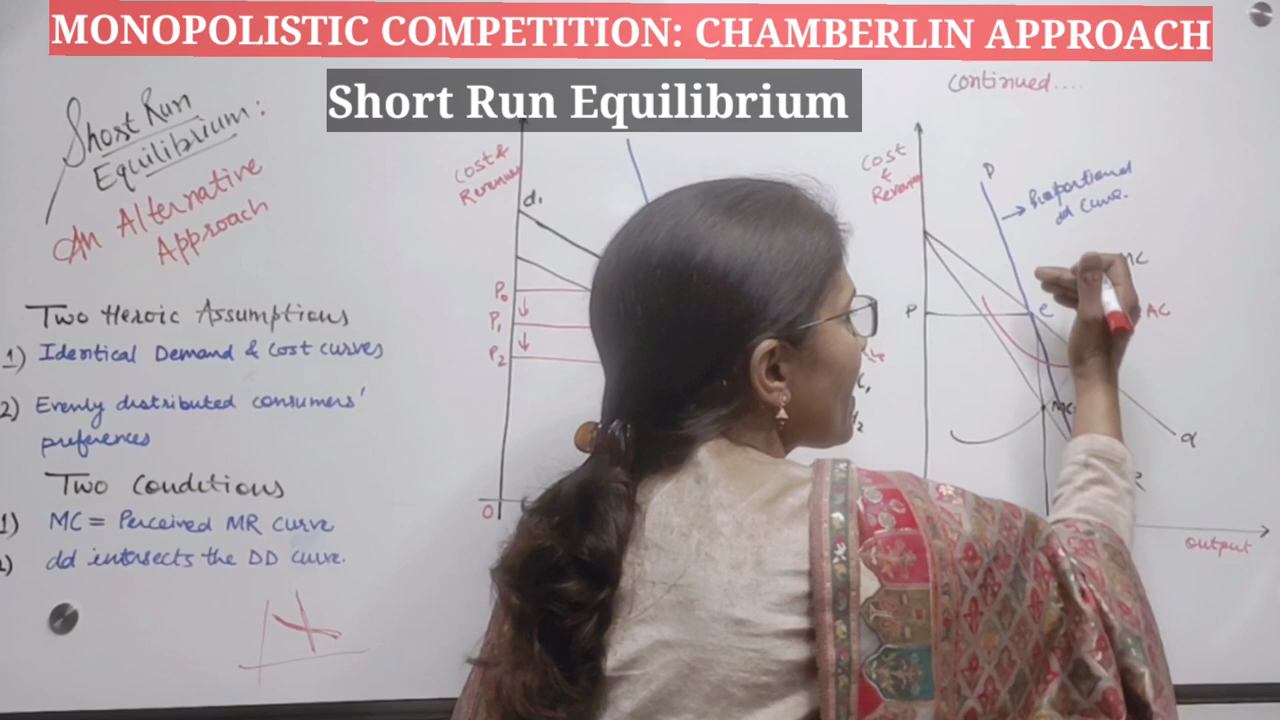 MONOPOLISTIC COMPETITION: CHAMBERLIN APPROACH
Short Run Equilibrium
continued....
Short Run
Equilibrium:
An Alternative
Approach
Two Heroic Assumptions
1) Identical Demand & Cost curves
2) Evenly distributed consumers'
preferences
Two Conditions
1) MC = Perceived MR curve
dd intersects the DD curve.
Cost &
Revenue
d1
P0
P1
P2
O
Cost
&
Revenue
D
→ Proportional
dd curve.
MC
P
e
AC
d
output